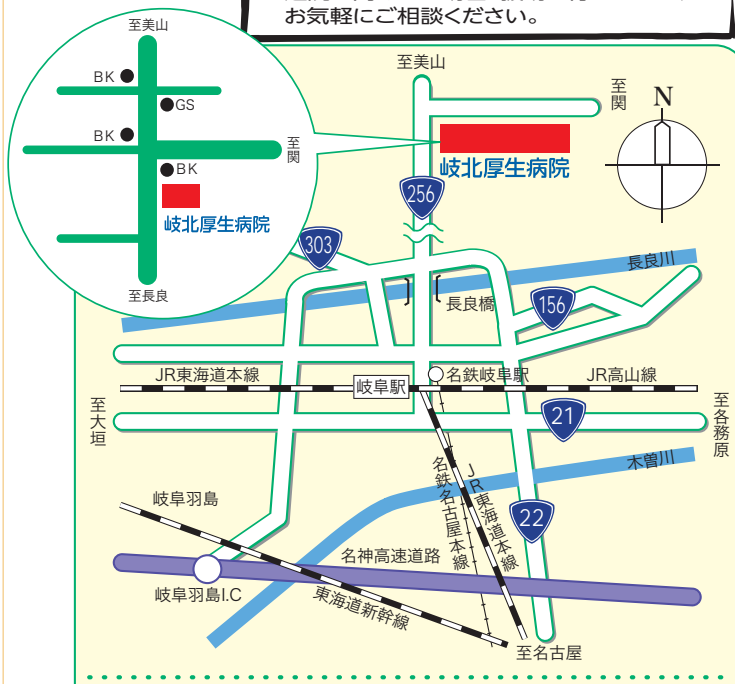 お気軽にご相談ください。
至美山
BK
GS
BK
至関
BK
岐北厚生病院
至長良
至美山
至関
N
岐北厚生病院
256
303
長良川
長良橋
156
JR東海道本線
岐阜駅
名鉄岐阜駅
JR高山線
至大垣
21
至各務原
木曽川
名鉄名古屋本線
JR東海道本線
岐阜羽島
22
名神高速道路
岐阜羽島I.C
東海道新幹線
至名古屋